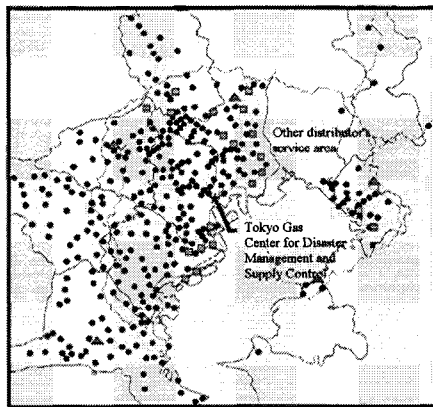 Other distributor's
service area
Tokyo Gas
Center for Disaster
Management and
Supply Control